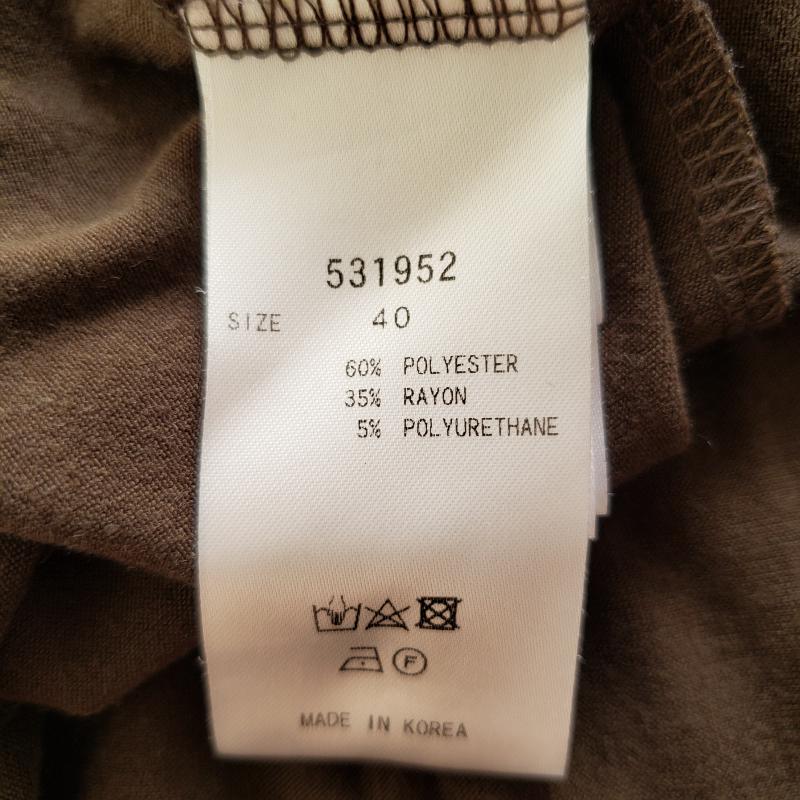 531952
SIZE 40
60% POLYESTER
35% RAYON
5% POLYURETHANE
F
MADE IN KOREA